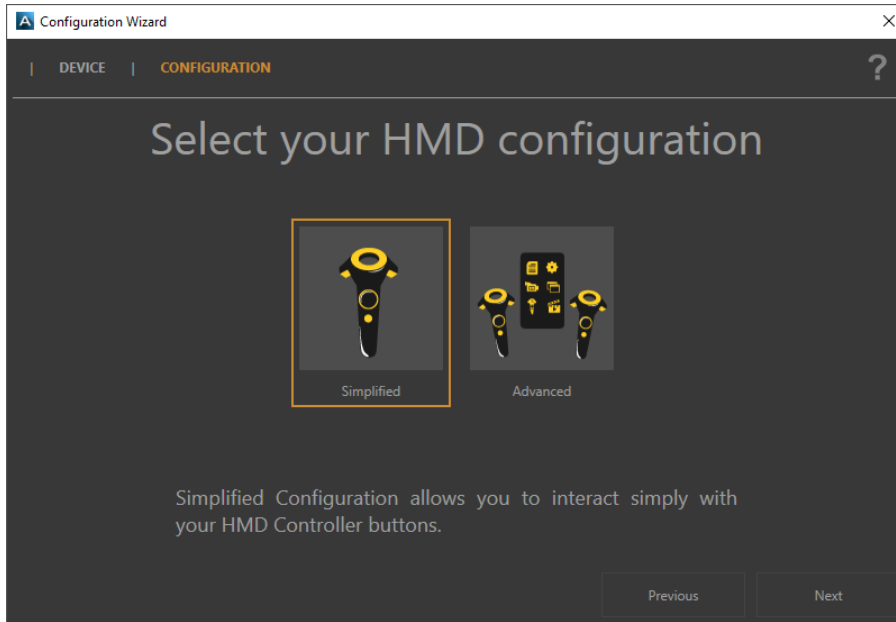 A Configuration Wizard
| DEVICE | CONFIGURATION ?
Select your HMD configuration
Simplified Advanced
Simplified Configuration allows you to interact simply with
your HMD Controller buttons.
Previous Next